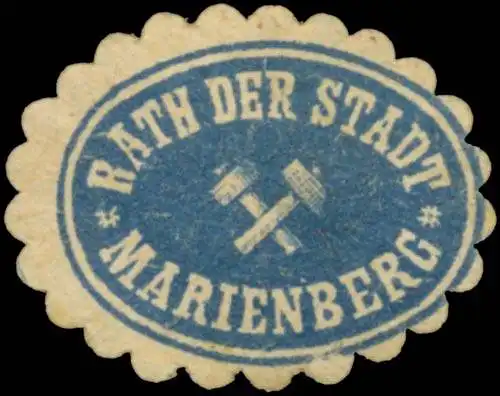 * RATH DER STADT *
MARIENBERG